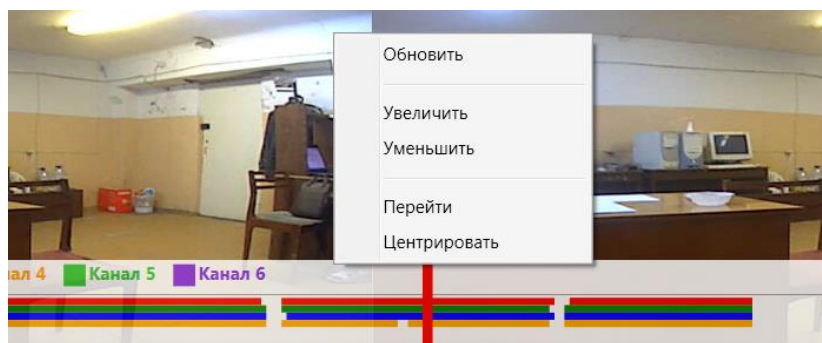 Обновить
Увеличить
Уменьшить
Перейти
Центрировать
ал 4 Канал 5 Канал 6